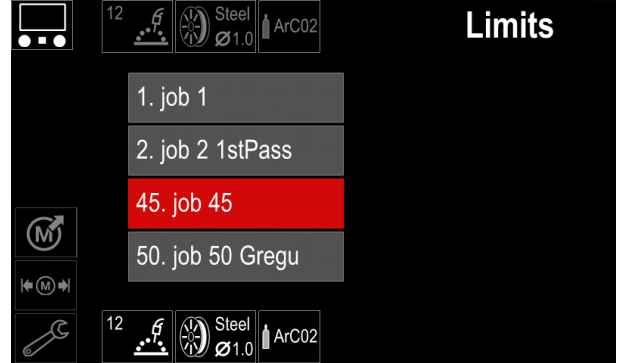 12
Steel
Ø1.0
ArC02
Limits
1. job 1
2. job 2 1stPass
45. job 45
50. job 50 Gregu
M
M
12
Steel
Ø1.0
ArC02